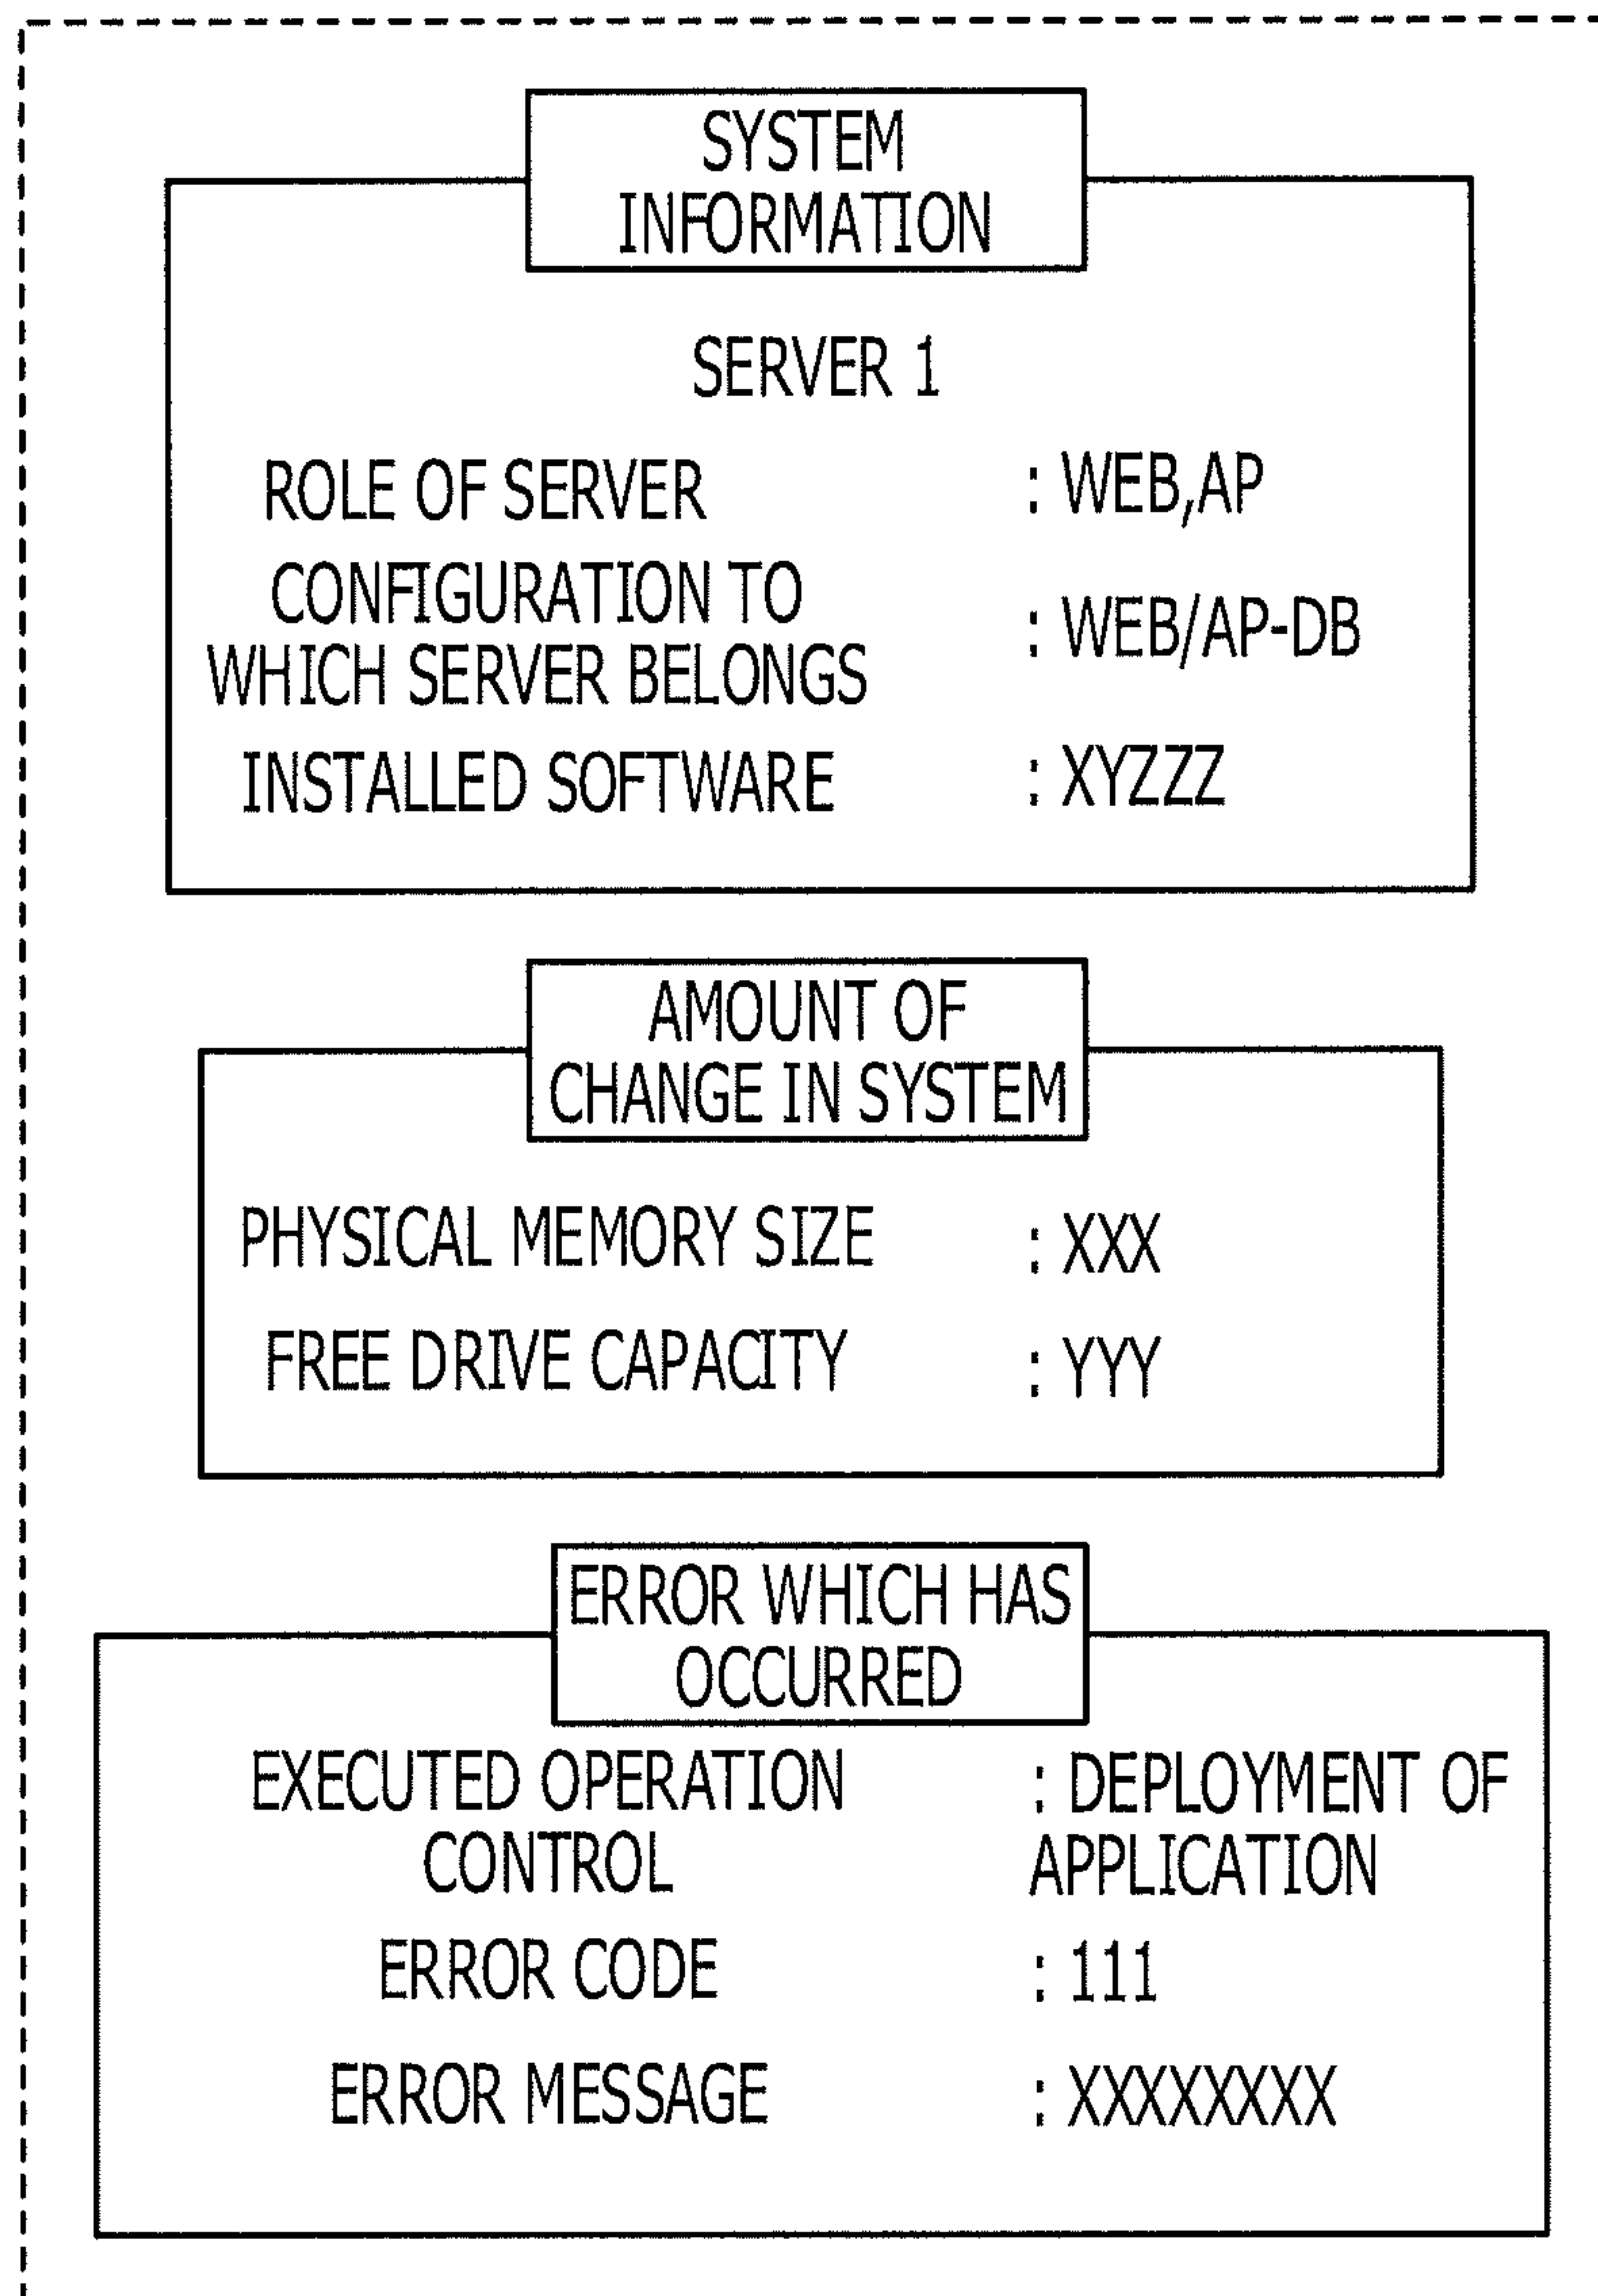 SYSTEM
INFORMATION
SERVER 1
ROLE OF SERVER : WEB,AP
CONFIGURATION TO
WHICH SERVER BELONGS : WEB/AP-DB
INSTALLED SOFTWARE : XYZZZ
AMOUNT OF
CHANGE IN SYSTEM
PHYSICAL MEMORY SIZE : XXX
FREE DRIVE CAPACITY : YYY
ERROR WHICH HAS
OCCURRED
EXECUTED OPERATION : DEPLOYMENT OF
CONTROL APPLICATION
ERROR CODE : 111
ERROR MESSAGE : XXXXXXXX